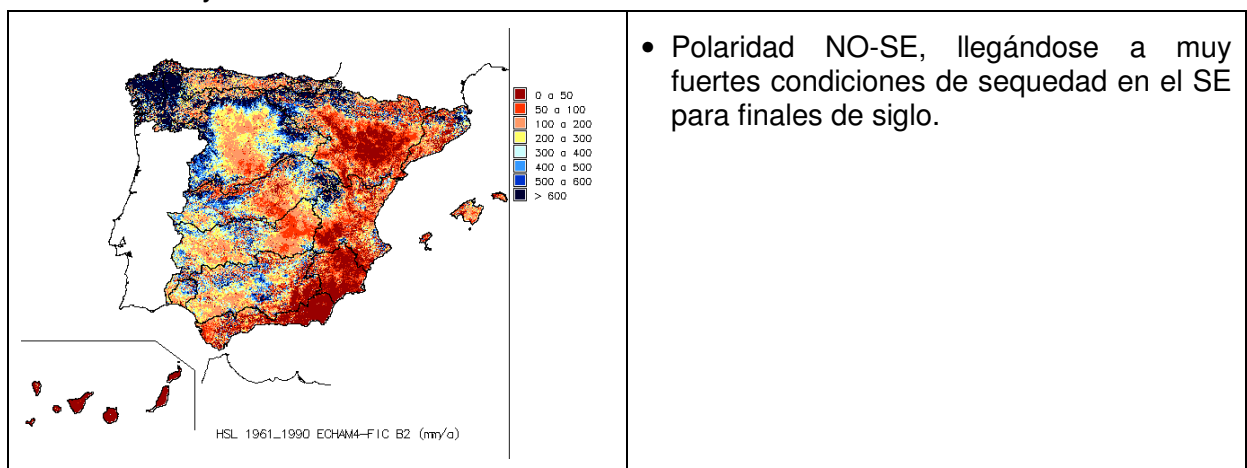 0 a 50
50 a 100
100 a 200
200 a 300
300 a 400
400 a 500
500 a 600
> 600
HSL 1961_1990 ECHAM4-FIC B2 (mm/a)
• Polaridad NO-SE, llegándose a muy
fuertes condiciones de sequedad en el SE
para finales de siglo.